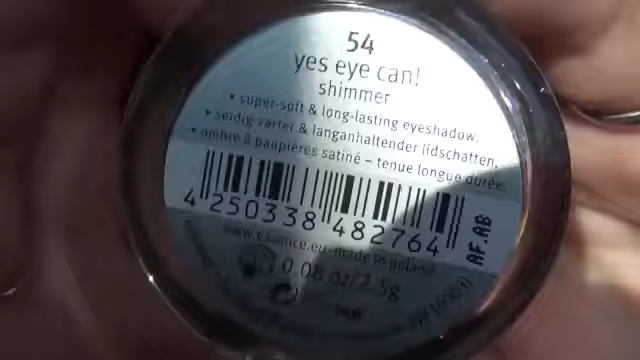 54
yes eye can!
shimmer
• super-soft & long-lasting eyeshadow.
• seidig-zarter & langanhaltender lidschatten.
• ombre à paupières satiné – tenue longue durée.
4 250338 482764
AF.AB
www.essence.eu made in poland
0.08 oz/2.5g